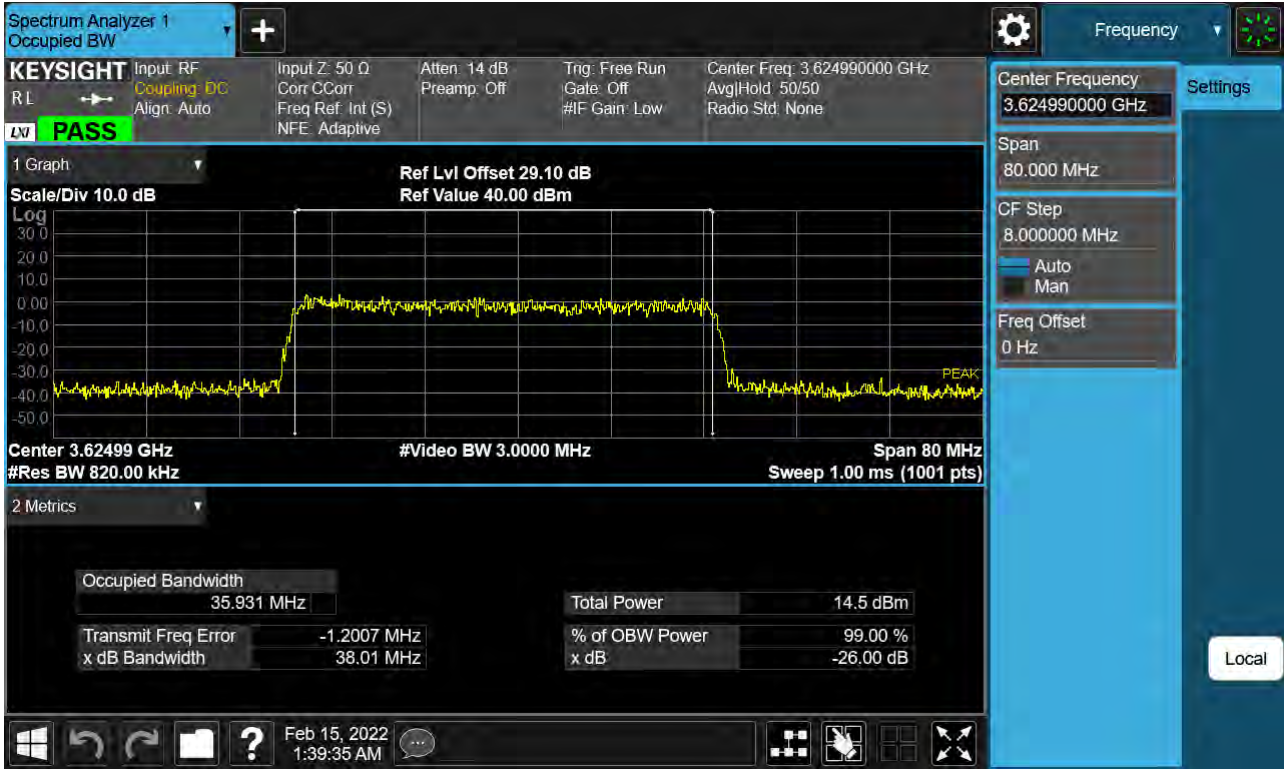 Spectrum Analyzer 1
Occupied BW
Frequency
KEYSIGHT
R L
LXI PASS
Input: RF
Coupling: DC
Align: Auto
Input Z: 50 Ω
Corr CCorr
Freq Ref: Int (S)
NFE: Adaptive
Atten: 14 dB
Preamp: Off
Trig: Free Run
Gate: Off
#IF Gain: Low
Center Freq: 3.624990000 GHz
Avg|Hold: 50/50
Radio Std: None
Center Frequency
3.624990000 GHz
Settings
Span
80.000 MHz
CF Step
8.000000 MHz
Auto
Man
Freq Offset
0 Hz
Local
1 Graph
Scale/Div 10.0 dB
Ref Lvl Offset 29.10 dB
Ref Value 40.00 dBm
Log
30.0
20.0
10.0
0.00
-10.0
-20.0
-30.0
-40.0
-50.0
PEAK
Center 3.62499 GHz
#Video BW 3.0000 MHz
Span 80 MHz
#Res BW 820.00 kHz
Sweep 1.00 ms (1001 pts)
2 Metrics
Occupied Bandwidth
35.931 MHz
Total Power 14.5 dBm
Transmit Freq Error -1.2007 MHz
% of OBW Power 99.00 %
x dB Bandwidth 38.01 MHz
x dB -26.00 dB
?
Feb 15, 2022
1:39:35 AM